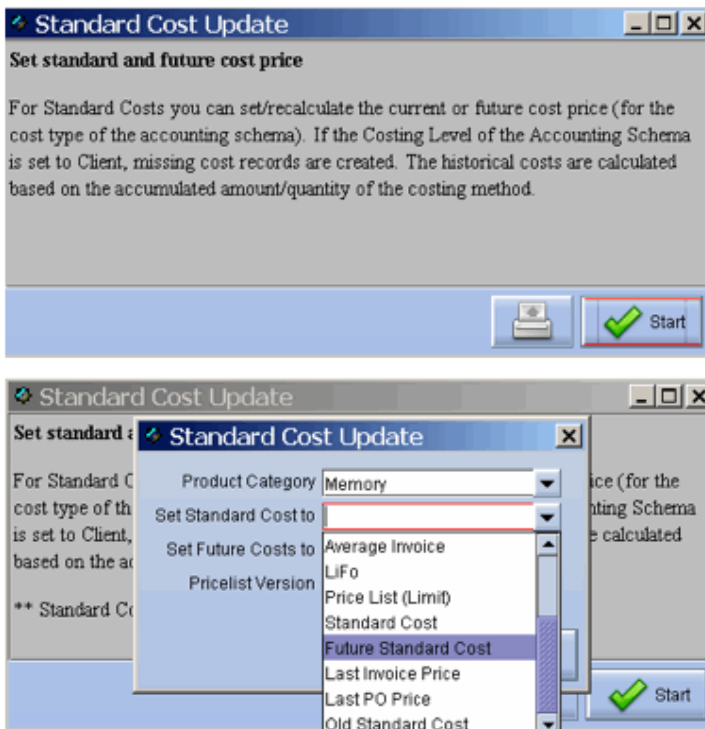 Standard Cost Update
Set standard and future cost price
For Standard Costs you can set/recalculate the current or future cost price (for the
cost type of the accounting schema). If the Costing Level of the Accounting Schema
is set to Client, missing cost records are created. The historical costs are calculated
based on the accumulated amount/quantity of the costing method.
Start
Standard Cost Update
Set standard
Standard Cost Update
For Standard
Product Category Memory
ice (for the
cost type of th
Set Standard Cost to
nting Schema
is set to Client,
Set Future Costs to
Average Invoice
calculated
based on the
LiFo
Pricelist Version
Price List (Limit)
** Standard
Standard Cost
Future Standard Cost
Last Invoice Price
Last PO Price
Start
Old Standard Cost